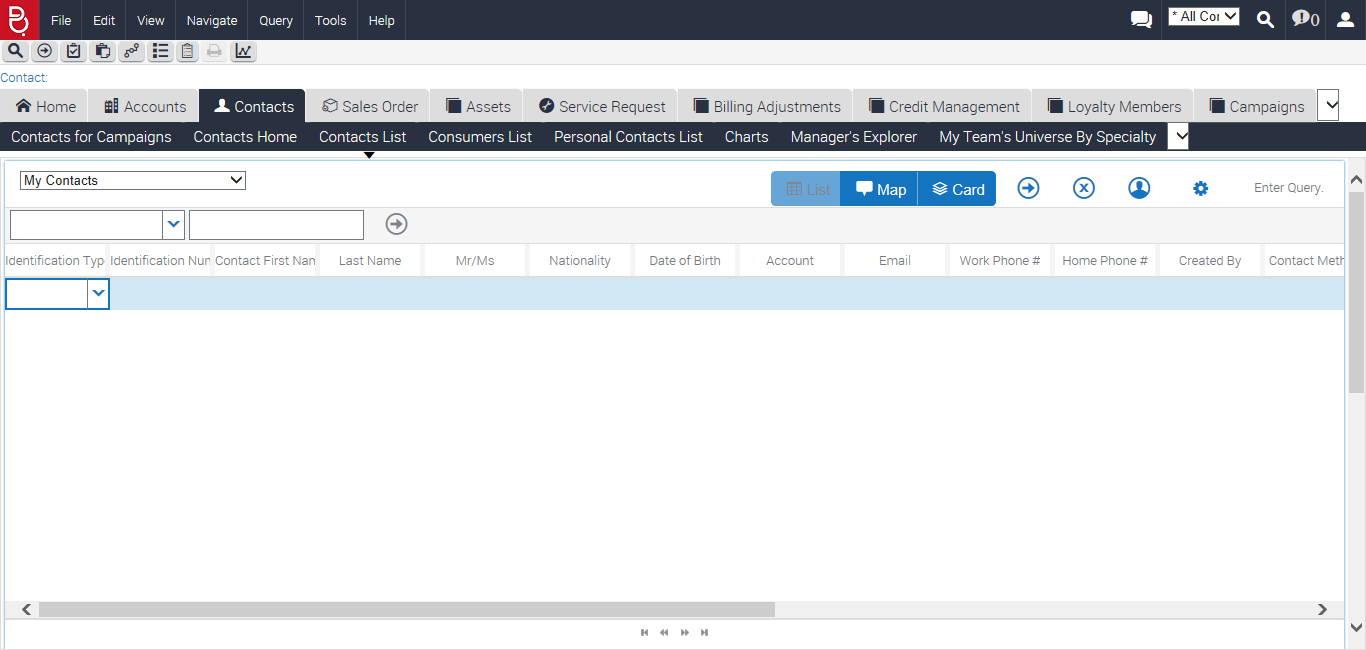 File Edit View Navigate Query Tools Help * All Cor 0
Contact:
Home Accounts Contacts Sales Order Assets Service Request Billing Adjustments Credit Management Loyalty Members Campaigns
Contacts for Campaigns Contacts Home Contacts List Consumers List Personal Contacts List Charts Manager's Explorer My Team's Universe By Specialty
My Contacts List Map Card Enter Query.
Identification Typ Identification Nun Contact First Nan Last Name Mr/Ms Nationality Date of Birth Account Email Work Phone # Home Phone # Created By Contact Meth